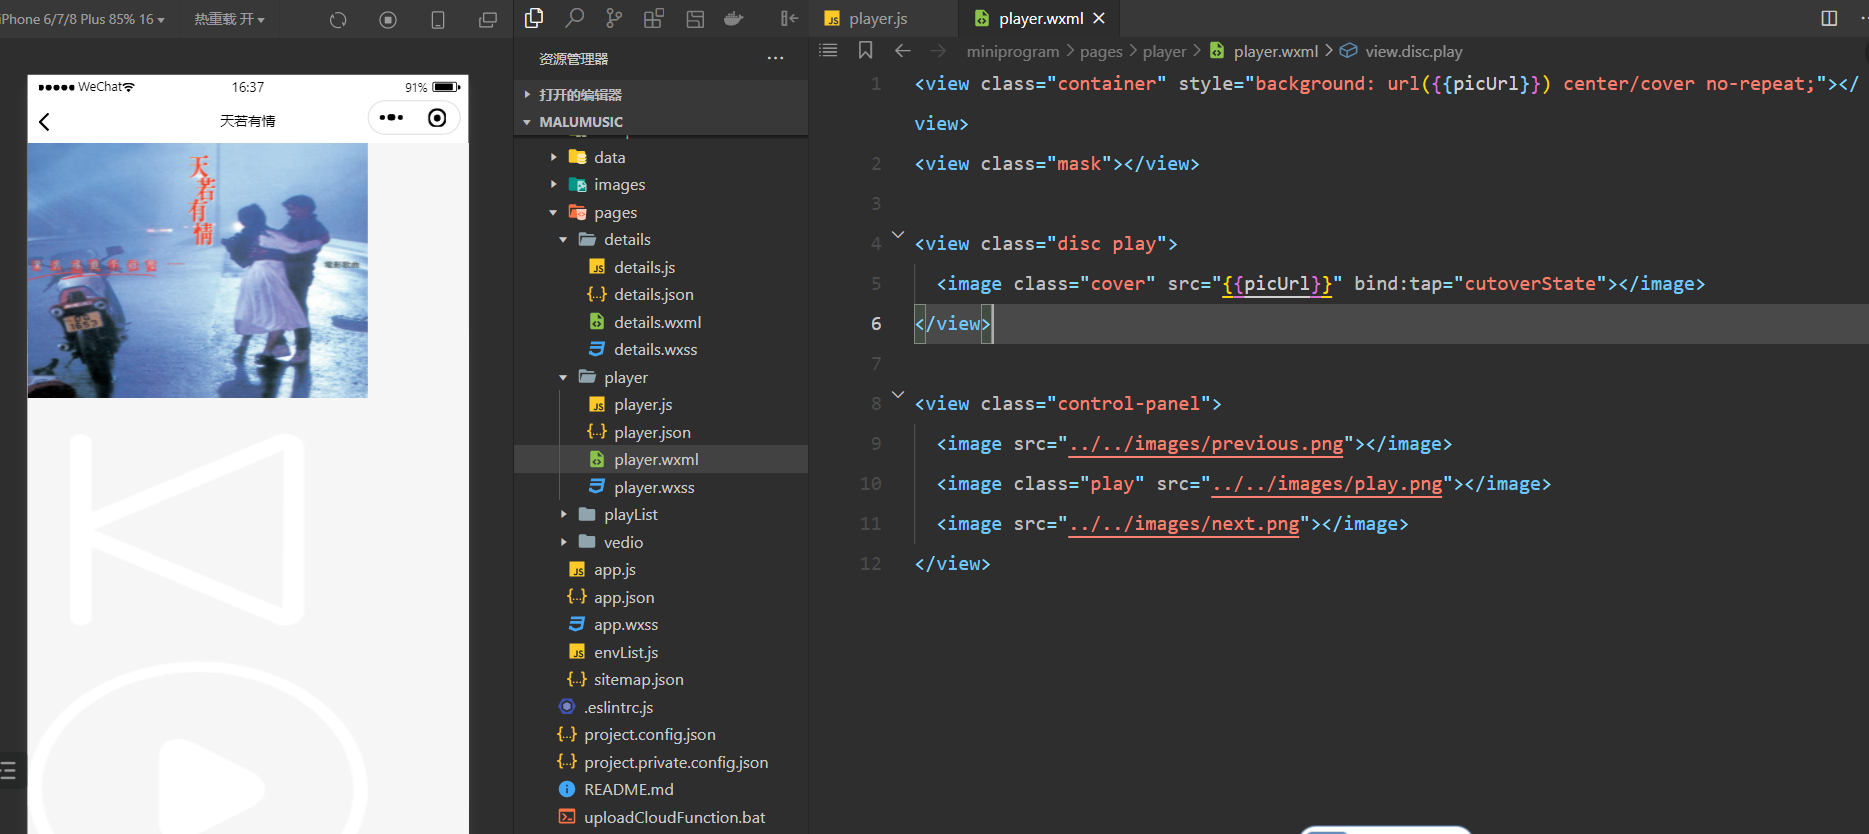 iPhone 6/7/8 Plus 85% 16
热重载 开
WeChat
16:37
91%
天若有情
天若有情
電影歌曲
资源管理器
打开的编辑器
MALUMUSIC
data
images
pages
details
details.js
details.json
details.wxml
details.wxss
player
player.js
player.json
player.wxml
player.wxss
playList
vedio
app.js
app.json
app.wxss
envList.js
sitemap.json
.eslintrc.js
project.config.json
project.private.config.json
README.md
uploadCloudFunction.bat
player.js
player.wxml
miniprogram > pages > player > player.wxml > view.disc.play
1 <view class="container" style="background: url({{picUrl}}) center/cover no-repeat;"></
view>
2 <view class="mask"></view>
3
4 <view class="disc play">
5 <image class="cover" src="{{picUrl}}" bind:tap="cutoverState"></image>
6 </view>
7
8 <view class="control-panel">
9 <image src="../../images/previous.png"></image>
10 <image class="play" src="../../images/play.png"></image>
11 <image src="../../images/next.png"></image>
12 </view>